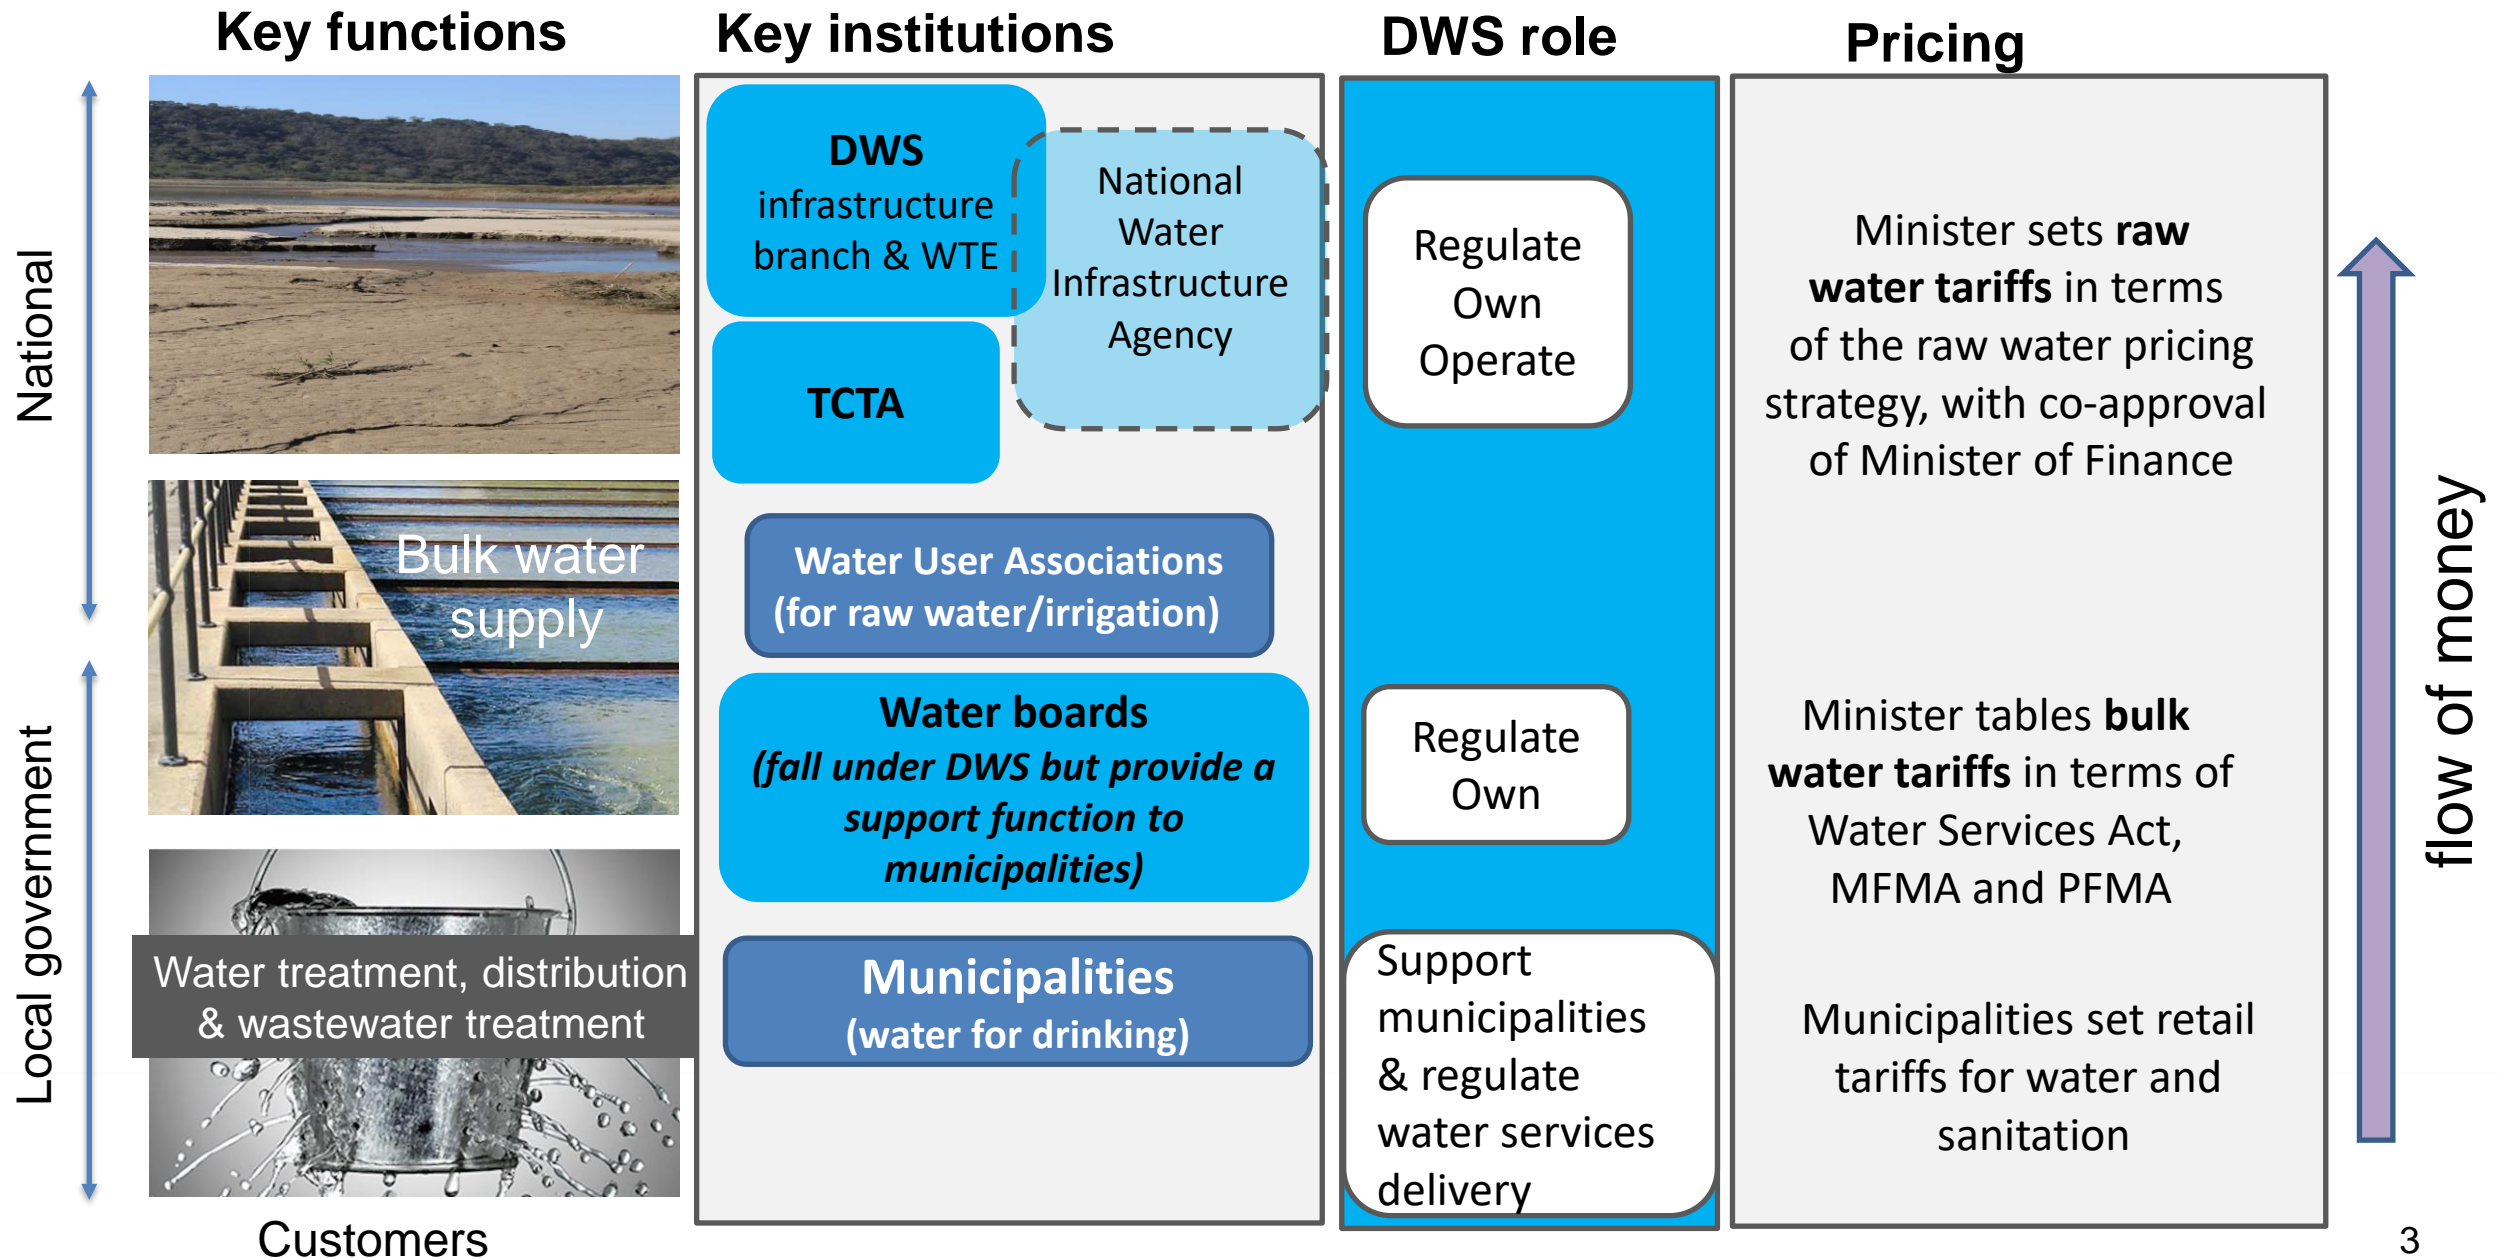 Key functions
Key institutions
DWS role
Pricing
National
Local government
Bulk water
supply
Water treatment, distribution
& wastewater treatment
Customers
DWS
infrastructure
branch & WTE
National
Water
Infrastructure
Agency
TCTA
Water User Associations
(for raw water/irrigation)
Water boards
(fall under DWS but provide a
support function to
municipalities)
Municipalities
(water for drinking)
Regulate
Own
Operate
Regulate
Own
Support
municipalities
& regulate
water services
delivery
Minister sets raw
water tariffs in terms
of the raw water pricing
strategy, with co-approval
of Minister of Finance
Minister tables bulk
water tariffs in terms of
Water Services Act,
MFMA and PFMA
Municipalities set retail
tariffs for water and
sanitation
flow of money
3